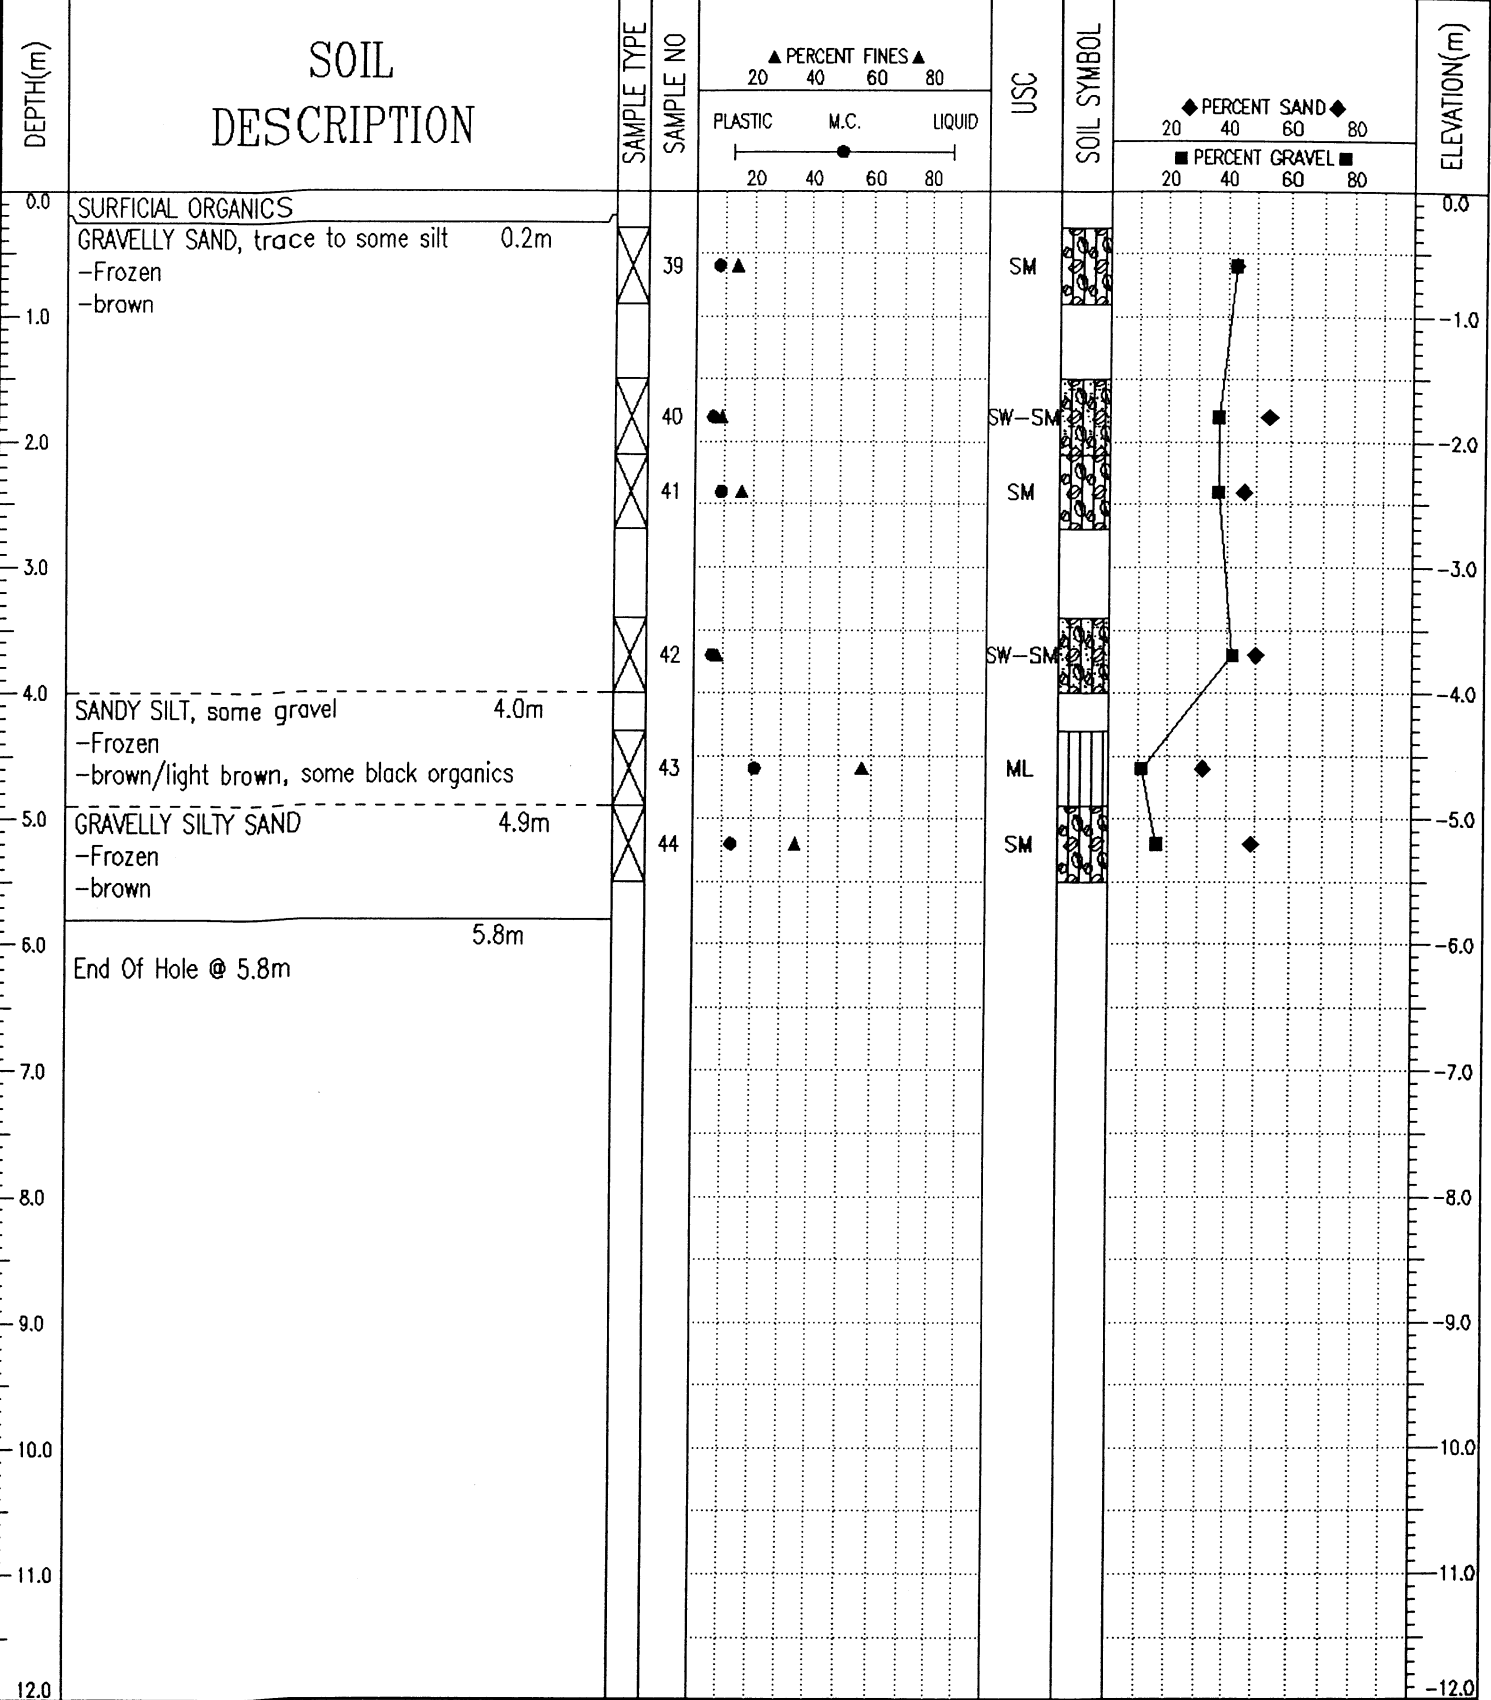 DEPTH(m)
SOIL
DESCRIPTION
SAMPLE TYPE
SAMPLE NO
▲ PERCENT FINES ▲
20 40 60 80
PLASTIC M.C. LIQUID
20 40 60 80
USC
SOIL SYMBOL
◆ PERCENT SAND ◆
20 40 60 80
■ PERCENT GRAVEL ■
20 40 60 80
ELEVATION(m)
0.0 SURFICIAL ORGANICS 0.0
GRAVELLY SAND, trace to some silt 0.2m
39 SM
-Frozen
-brown
1.0 -1.0
40 SW-SM
2.0 -2.0
41 SM
3.0 -3.0
42 SW-SM
4.0 -4.0
SANDY SILT, some gravel 4.0m
-Frozen
43 ML
-brown/light brown, some black organics
5.0 GRAVELLY SILTY SAND 4.9m -5.0
44 SM
-Frozen
-brown
5.8m
6.0 -6.0
End Of Hole @ 5.8m
7.0 -7.0
8.0 -8.0
9.0 -9.0
10.0 -10.0
11.0 -11.0
12.0 -12.0